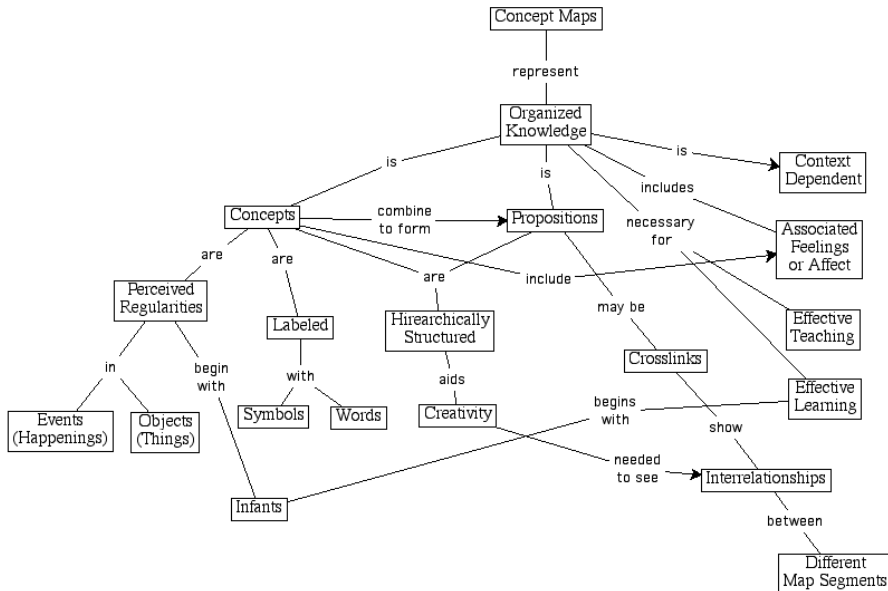 Concept Maps
represent
Organized
Knowledge
is
is
is
Context
Dependent
includes
Concepts
combine
to form
Propositions
necessary
for
Associated
Feelings
or Affect
are
are
are
include
Perceived
Regularities
Labeled
Hirearchically
Structured
may be
Effective
Teaching
in
begin
with
with
aids
Crosslinks
Effective
Learning
Events
(Happenings)
Objects
(Things)
Symbols
Words
Creativity
begins
with
show
needed
to see
Interrelationships
Infants
between
Different
Map Segments